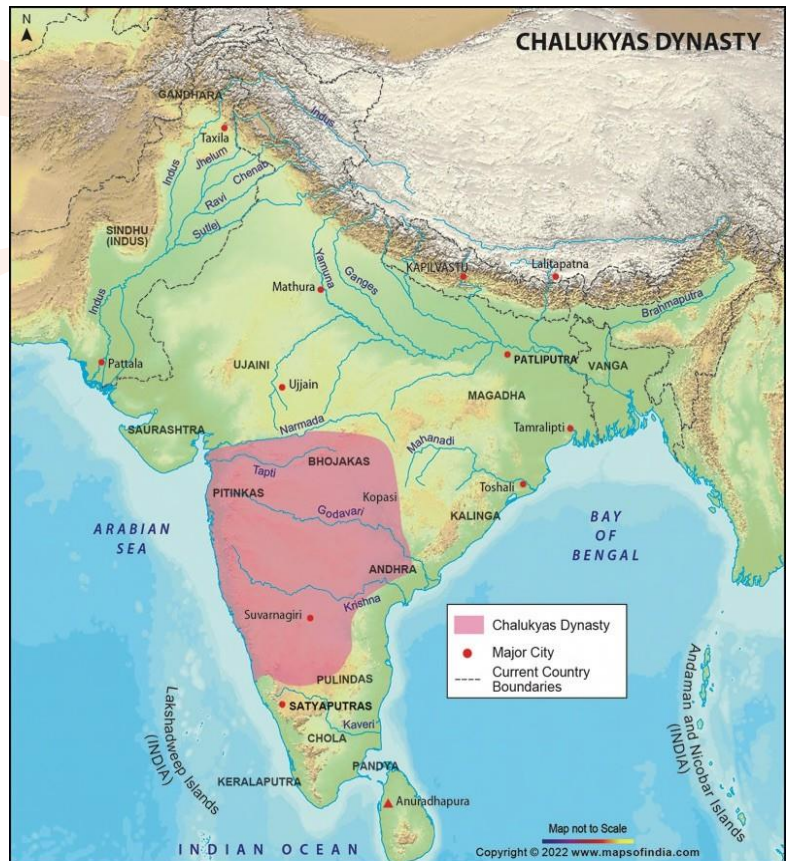 N
CHALUKYAS DYNASTY
GANDHARA
Indus
Taxila
Jhelum
Indus
Chenab
Ravi
SINDHU
(INDUS)
Sutlej
KAPILVASTU
Lalitapatna
Yamuna
Ganges
Mathura
Brahmaputra
Indus
Pattala
PATLIPUTRA
VANGA
UJAINI
Ujjain
MAGADHA
SAURASHTRA
Narmada
Tamralipti
Mahanadi
BHOJAKAS
Tapti
Toshali
PITINKAS
Kopasi
Godavari
KALINGA
ARABIAN
SEA
BAY
OF
BENGAL
ANDHRA
Krishna
Suvarnagiri
Chalukyas Dynasty
Major City
Current Country
Boundaries
PULINDAS
SATYAPUTRAS
Kaveri
CHOLA
Lakshadweep Islands
(INDIA)
Andaman and Nicobar Islands
(INDIA)
PANDYA
KERALAPUTRA
Anuradhapura
Map not to Scale
INDIAN OCEAN
Copyright © 2022 www.mapsofindia.com